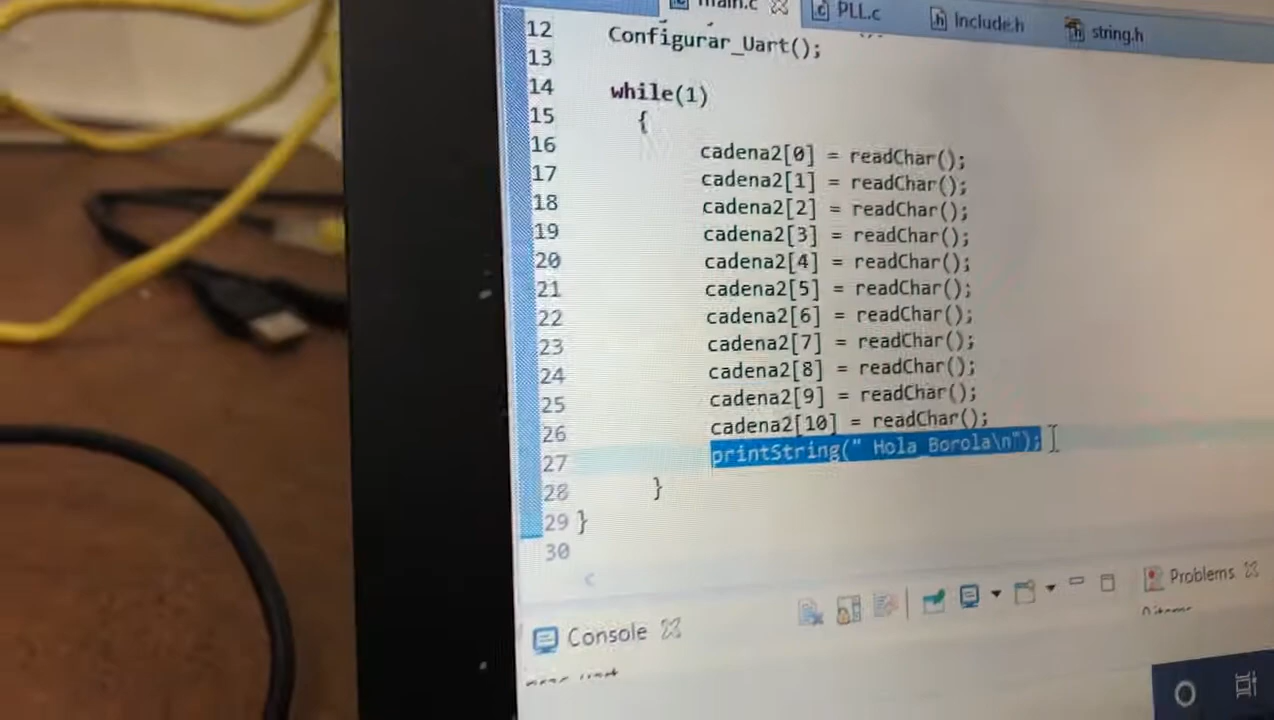 main.c PLL.c Include.h string.h
12 Configurar_Uart();
13
14 while(1)
15 {
16 cadena2[0] = readChar();
17 cadena2[1] = readChar();
18 cadena2[2] = readChar();
19 cadena2[3] = readChar();
20 cadena2[4] = readChar();
21 cadena2[5] = readChar();
22 cadena2[6] = readChar();
23 cadena2[7] = readChar();
24 cadena2[8] = readChar();
25 cadena2[9] = readChar();
26 cadena2[10] = readChar();
27 printString(" Hola Borola\n");
28 }
29 }
30
Console Problems